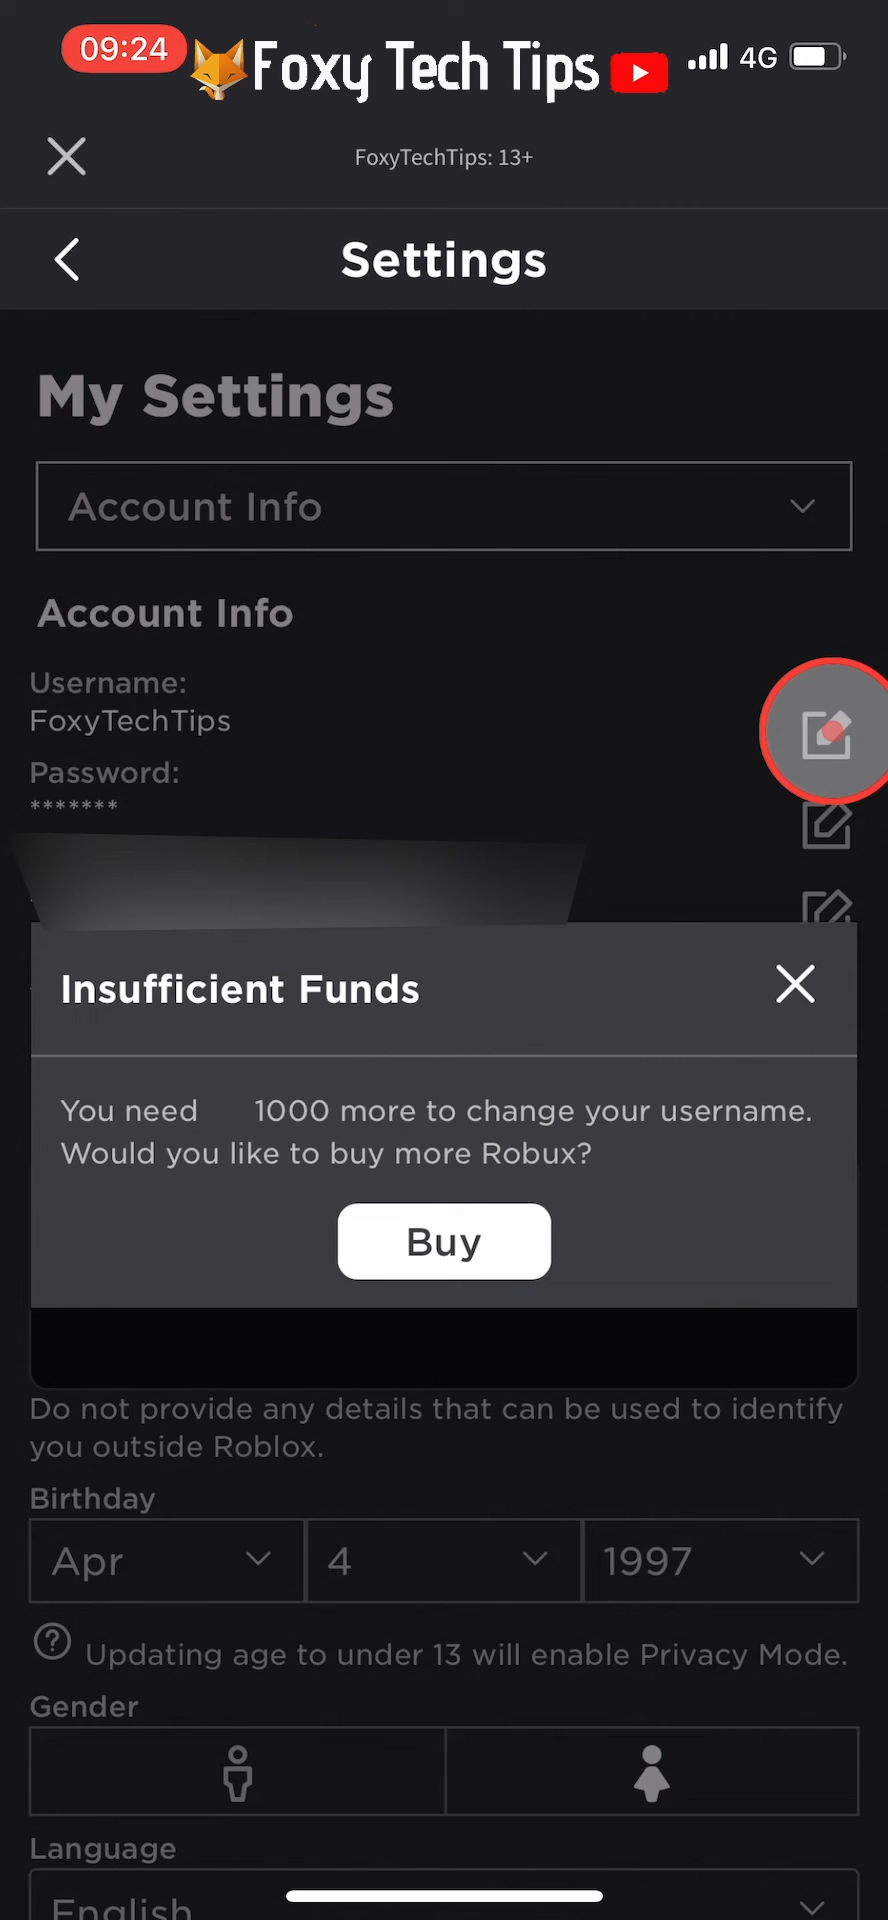 09:24
Foxy Tech Tips
4G
FoxyTechTips: 13+
Settings
My Settings
Account Info
Account Info
Username:
FoxyTechTips
Password:
*******
Insufficient Funds
You need 1000 more to change your username.
Would you like to buy more Robux?
Buy
Do not provide any details that can be used to identify
you outside Roblox.
Birthday
Apr 4 1997
Updating age to under 13 will enable Privacy Mode.
Gender
Language
English